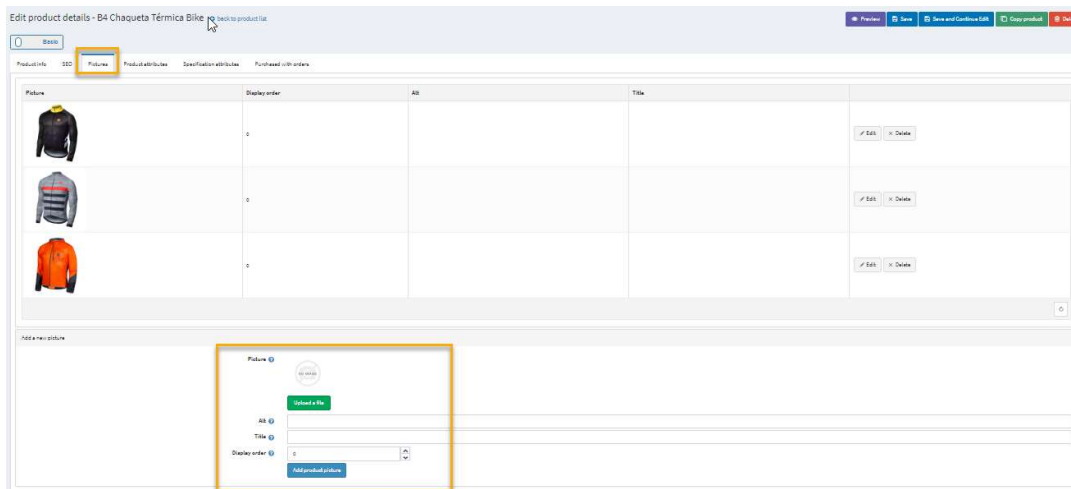 Edit product details - B4 Chaqueta Térmica Bike back to product list
Preview Save Save and Continue Edit Copy product
Basic
Product info SEO Pictures Product attributes Specification attributes Purchased with orders
Picture Display order Alt Title
0 Edit Delete
0 Edit Delete
0 Edit Delete
Add a new picture
Picture
Upload a file
Alt
Title
Display order 0
Add product picture